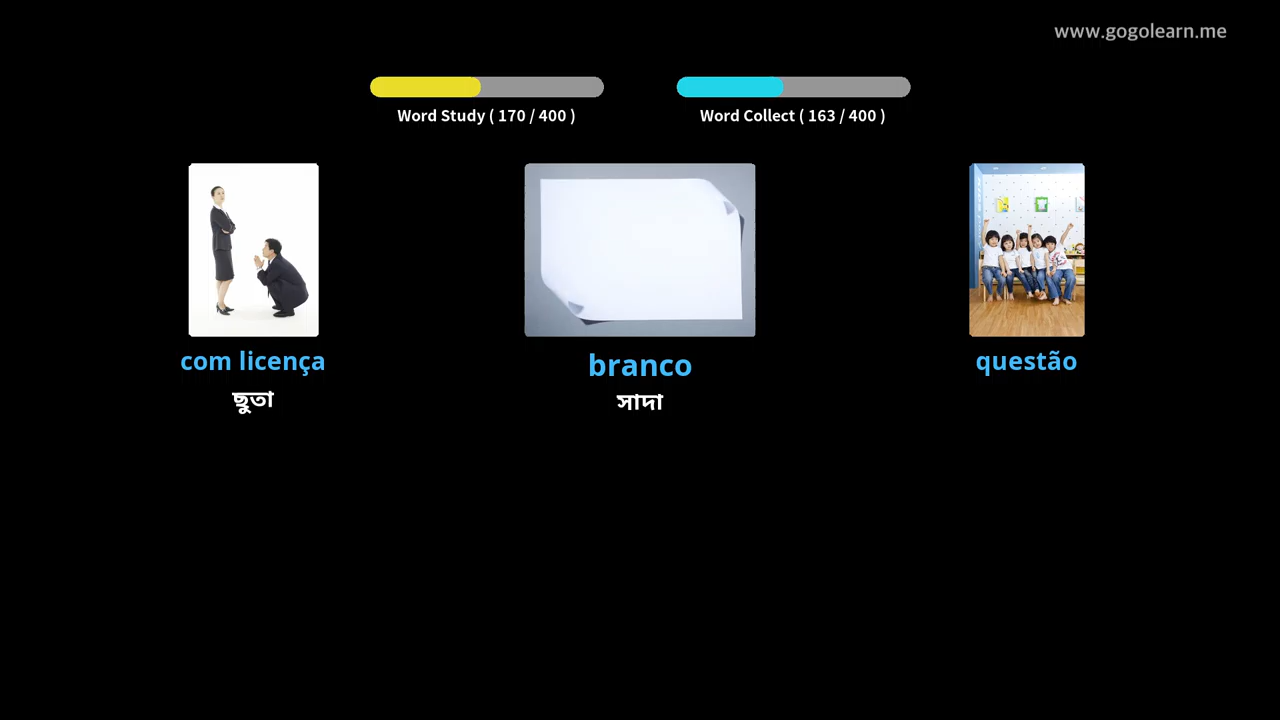 www.gogolearn.me
Word Study ( 170 / 400 )
Word Collect ( 163 / 400 )
com licença
ছুতা
branco
সাদা
questão